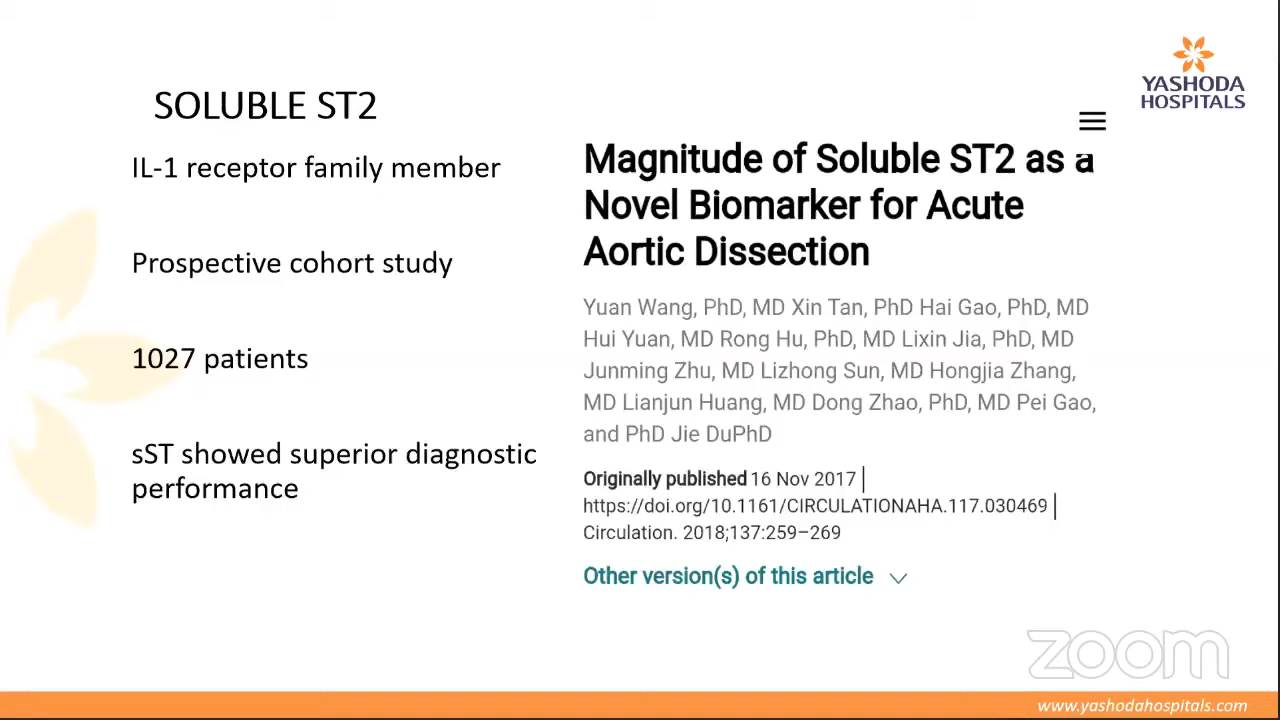 YASHODA
HOSPITALS
SOLUBLE ST2
IL-1 receptor family member
Prospective cohort study
1027 patients
sST showed superior diagnostic
performance
Magnitude of Soluble ST2 as a
Novel Biomarker for Acute
Aortic Dissection
Yuan Wang, PhD, MD Xin Tan, PhD Hai Gao, PhD, MD
Hui Yuan, MD Rong Hu, PhD, MD Lixin Jia, PhD, MD
Junming Zhu, MD Lizhong Sun, MD Hongjia Zhang,
MD Lianjun Huang, MD Dong Zhao, PhD, MD Pei Gao,
and PhD Jie DuPhD
Originally published 16 Nov 2017 |
https://doi.org/10.1161/CIRCULATIONAHA.117.030469 |
Circulation. 2018;137:259–269
Other version(s) of this article
zoom
www.yashodahospitals.com